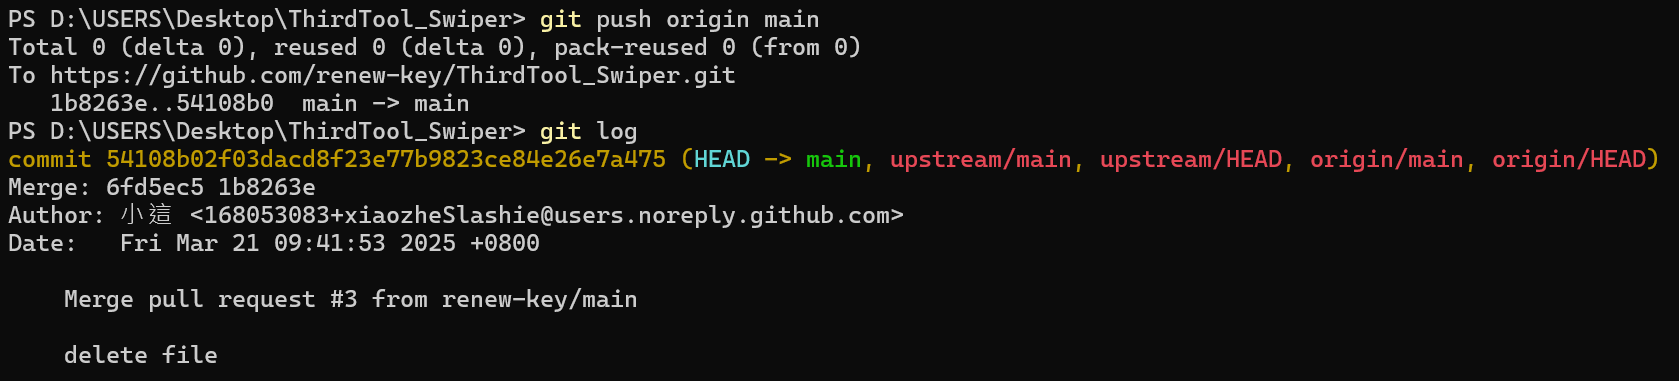 PS D:\USERS\Desktop\ThirdTool_Swiper> git push origin main
Total 0 (delta 0), reused 0 (delta 0), pack-reused 0 (from 0)
To https://github.com/renew-key/ThirdTool_Swiper.git
   1b8263e..54108b0  main -> main
PS D:\USERS\Desktop\ThirdTool_Swiper> git log
commit 54108b02f03dacd8f23e77b9823ce84e26e7a475 (HEAD -> main, upstream/main, upstream/HEAD, origin/main, origin/HEAD)
Merge: 6fd5ec5 1b8263e
Author: 小這 <168053083+xiaozheSlashie@users.noreply.github.com>
Date:   Fri Mar 21 09:41:53 2025 +0800
    Merge pull request #3 from renew-key/main
    delete file